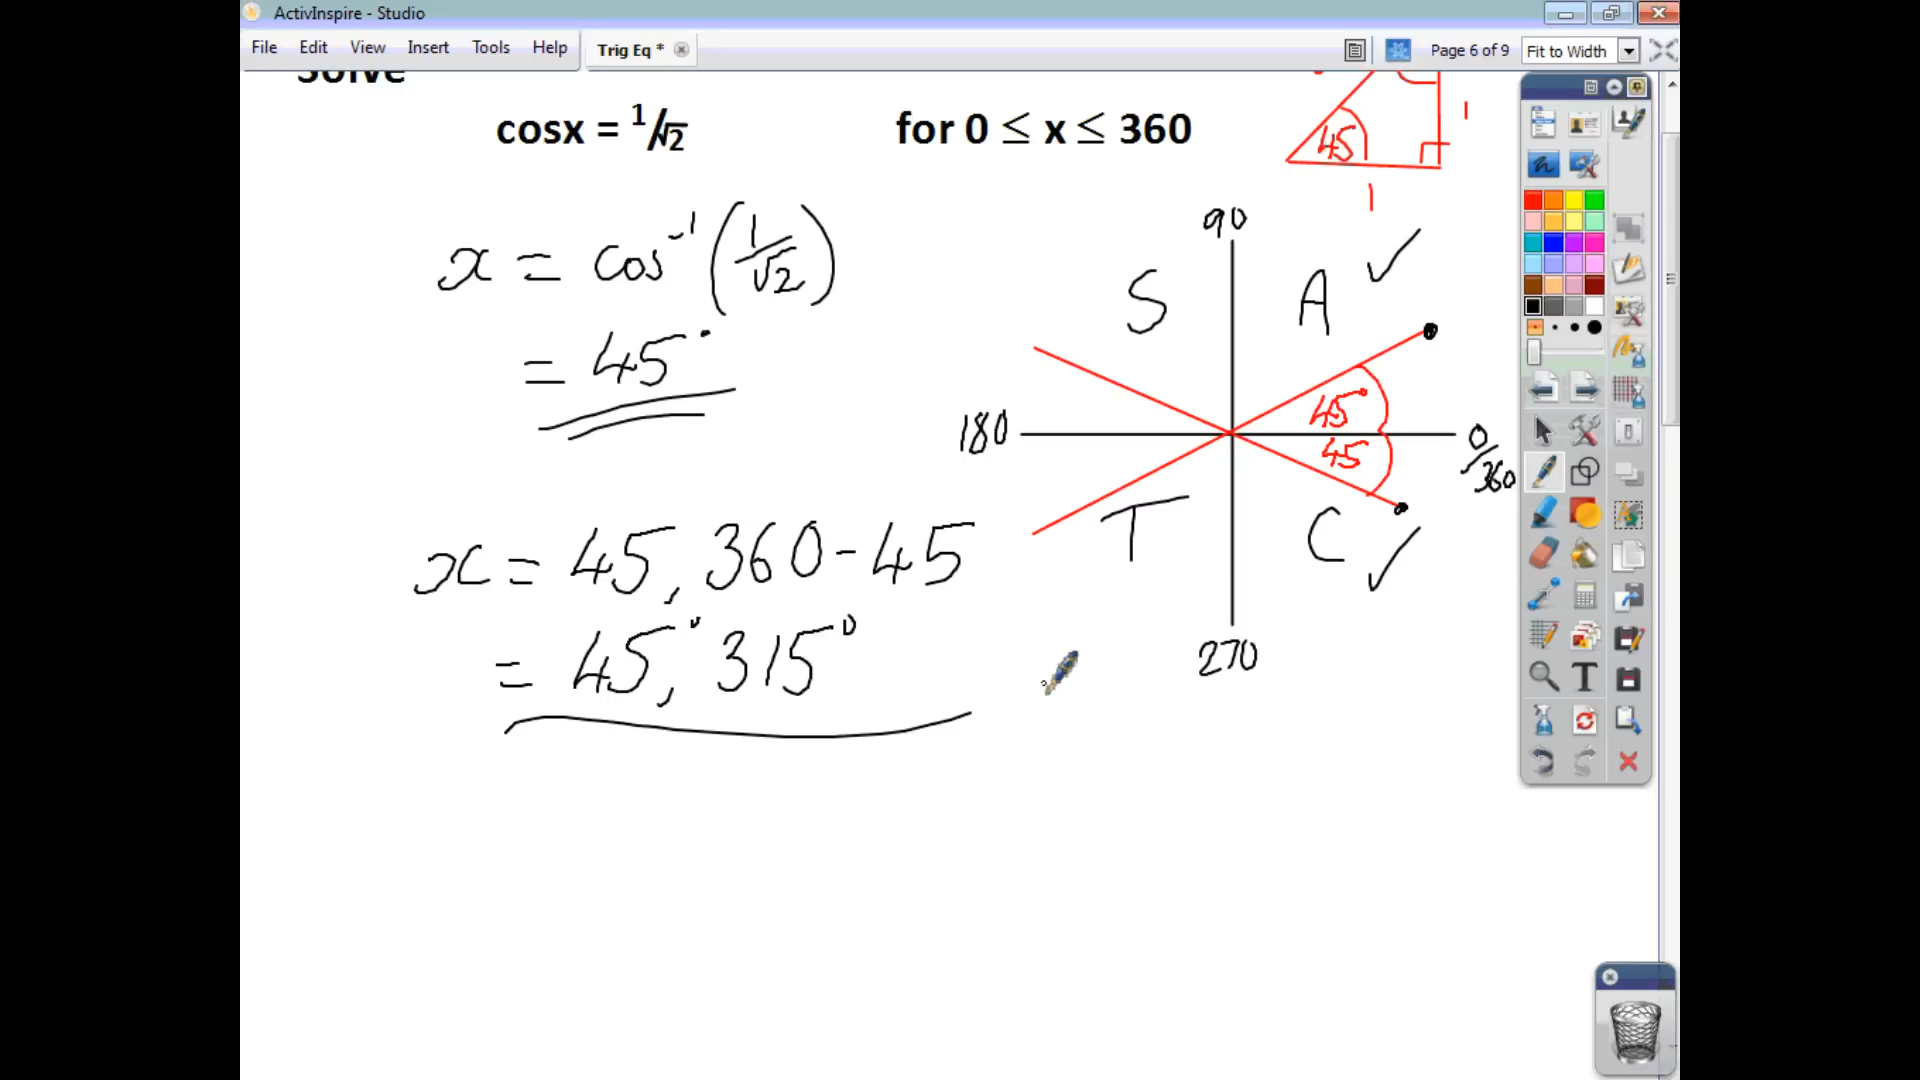 ActivInspire - Studio
File Edit View Insert Tools Help Trig Eq * Page 6 of 9 Fit to Width
Solve
cosx = 1/√2 for 0 ≤ x ≤ 360
45
1
1
x = cos⁻¹(1/√2)
= 45°
90
S A
180
45°
45
0/360
T C
270
x = 45, 360-45
= 45°, 315°